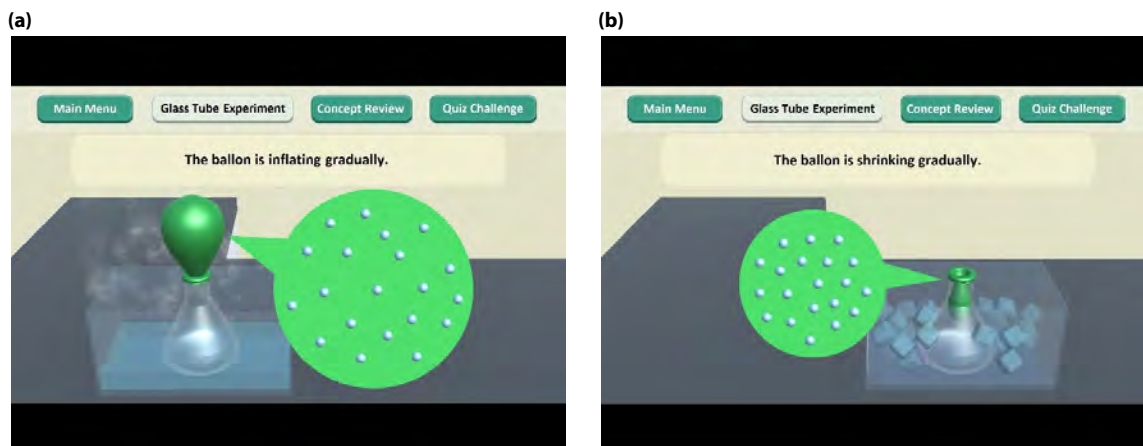 (a)
Main Menu
Glass Tube Experiment
Concept Review
Quiz Challenge
The ballon is inflating gradually.
(b)
Main Menu
Glass Tube Experiment
Concept Review
Quiz Challenge
The ballon is shrinking gradually.